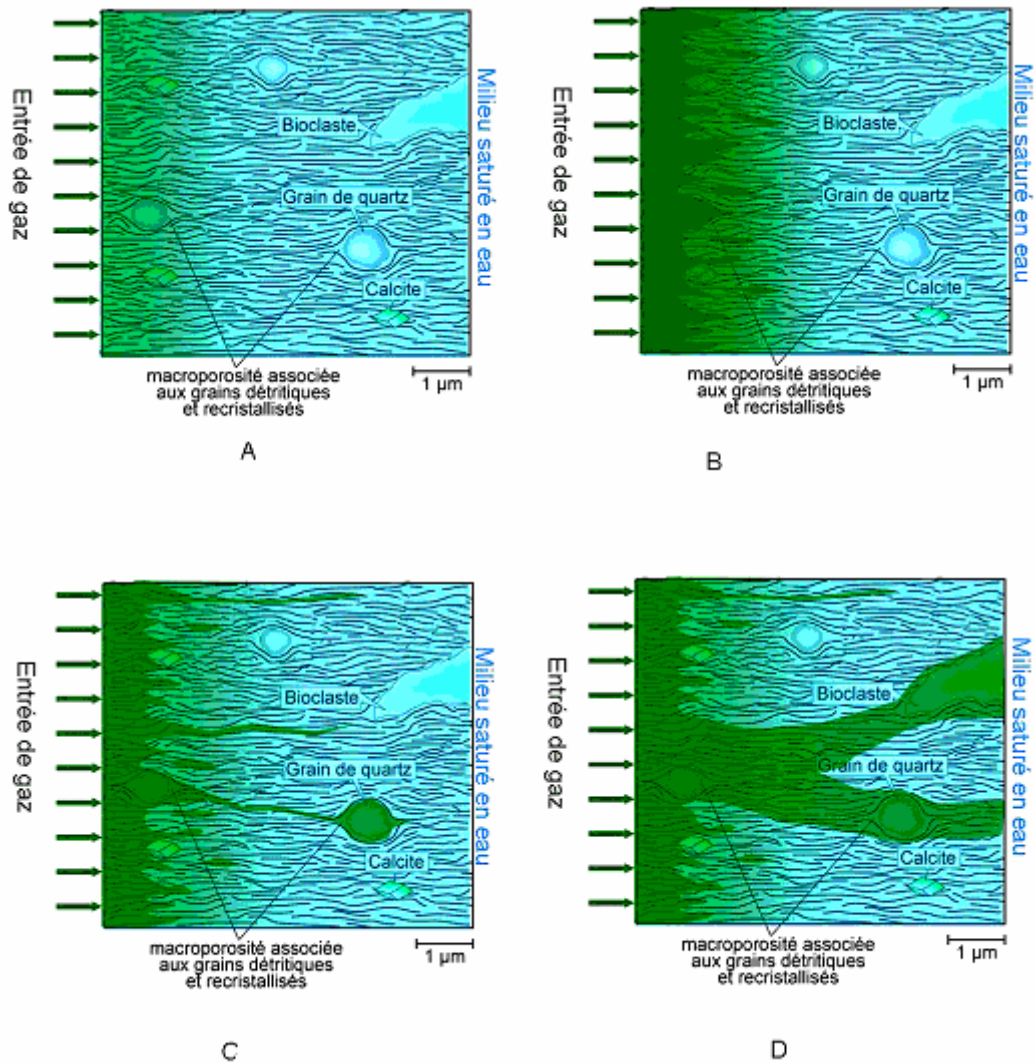 Entrée de gaz
Bioclaste
Grain de quartz
Calcite
Milieu saturé en eau
macroporosité associée
aux grains détritiques
et recristallisés
1 µm
A
Entrée de gaz
Bioclaste
Grain de quartz
Calcite
Milieu saturé en eau
macroporosité associée
aux grains détritiques
et recristallisés
1 µm
B
Entrée de gaz
Bioclaste
Grain de quartz
Calcite
Milieu saturé en eau
macroporosité associée
aux grains détritiques
et recristallisés
1 µm
C
Entrée de gaz
Bioclaste
Grain de quartz
Calcite
Milieu saturé en eau
macroporosité associée
aux grains détritiques
et recristallisés
1 µm
D